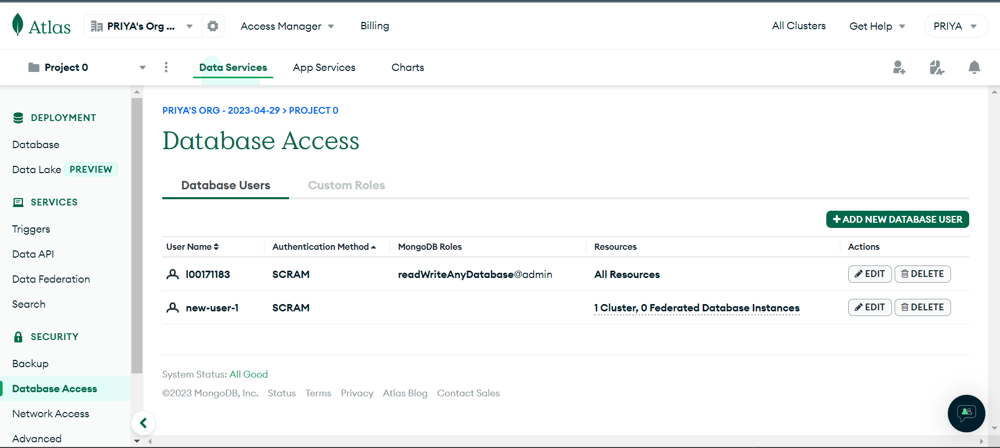 Atlas
PRIYA's Org ...
Access Manager
Billing
All Clusters
Get Help
PRIYA
Project 0
Data Services
App Services
Charts
DEPLOYMENT
Database
Data Lake PREVIEW
SERVICES
Triggers
Data API
Data Federation
Search
SECURITY
Backup
Database Access
Network Access
Advanced
PRIYA'S ORG - 2023-04-29 > PROJECT 0
Database Access
Database Users
Custom Roles
+ ADD NEW DATABASE USER
User Name
Authentication Method
MongoDB Roles
Resources
Actions
l00171183
SCRAM
readWriteAnyDatabase@admin
All Resources
EDIT
DELETE
new-user-1
SCRAM
1 Cluster, 0 Federated Database Instances
EDIT
DELETE
System Status: All Good
©2023 MongoDB, Inc.
Status
Terms
Privacy
Atlas Blog
Contact Sales